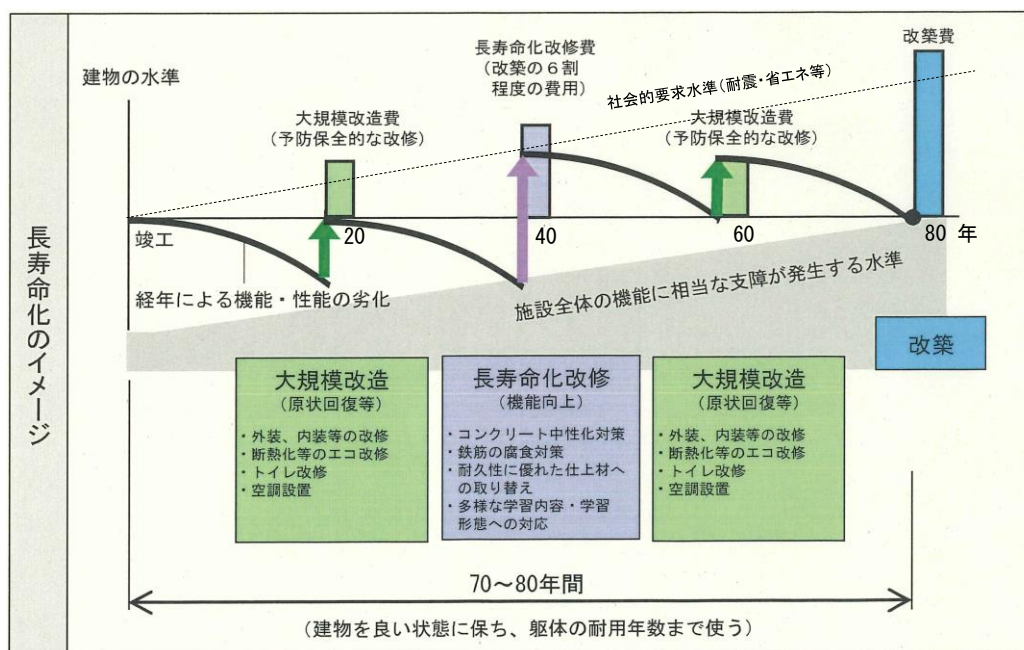 長寿命化のイメージ
建物の水準
大規模改造費
（予防保全的な改修）
長寿命化改修費
（改築の６割
程度の費用）
社会的要求水準（耐震・省エネ等）
大規模改造費
（予防保全的な改修）
改築費
竣工
20
40
60
80 年
経年による機能・性能の劣化
施設全体の機能に相当な支障が発生する水準
大規模改造
（原状回復等）
・外装、内装等の改修
・断熱化等のエコ改修
・トイレ改修
・空調設置
長寿命化改修
（機能向上）
・コンクリート中性化対策
・鉄筋の腐食対策
・耐久性に優れた仕上材へ
の取り替え
・多様な学習内容・学習
形態への対応
大規模改造
（原状回復等）
・外装、内装等の改修
・断熱化等のエコ改修
・トイレ改修
・空調設置
改築
70～80年間
（建物を良い状態に保ち、躯体の耐用年数まで使う）